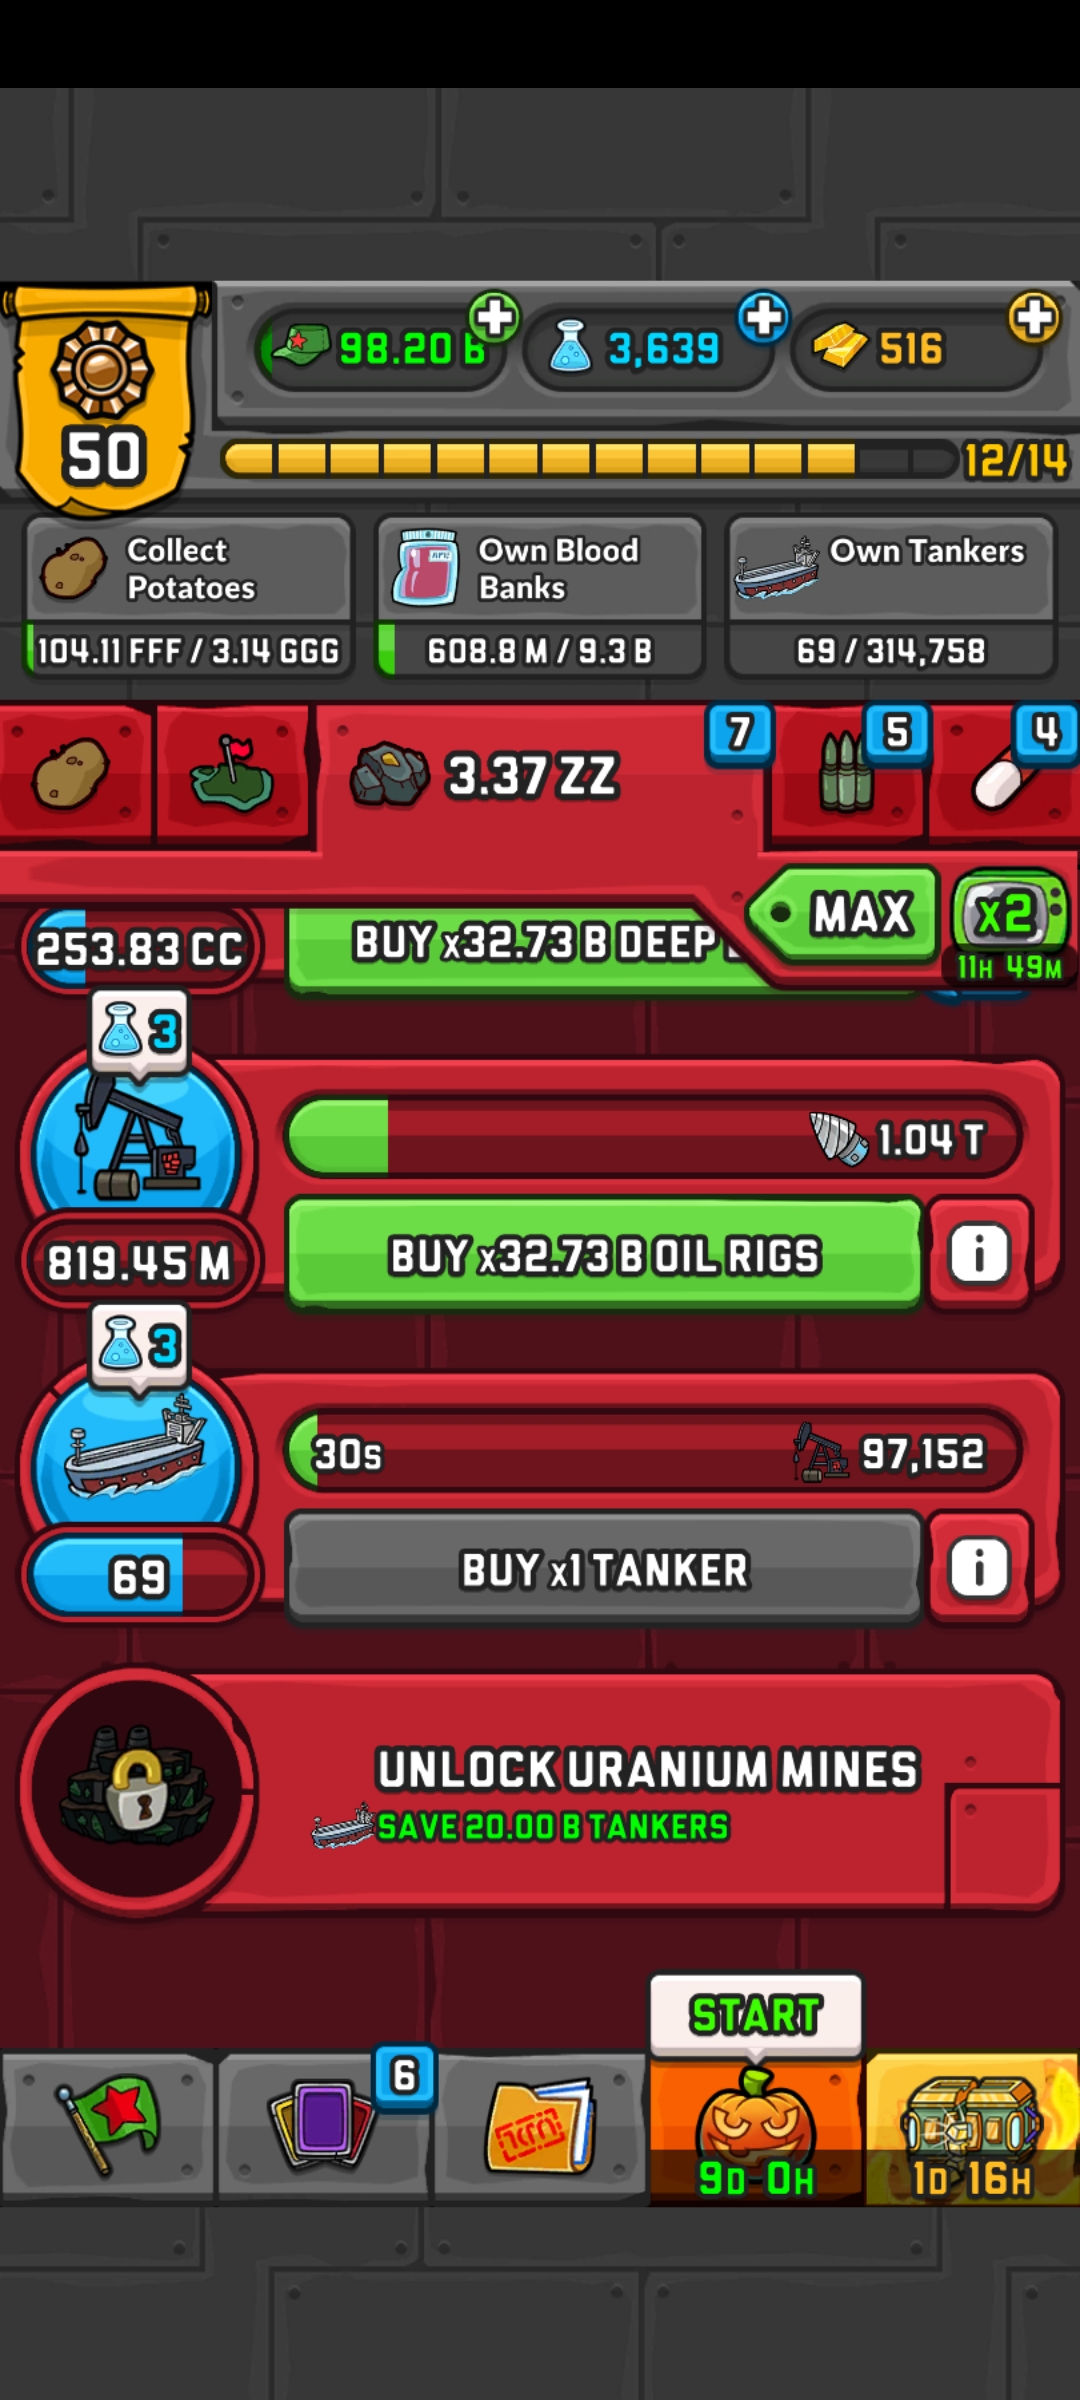 98.20 B
3,639
516
50
12/14
Collect
Potatoes
104.11 FFF / 3.14 GGG
Own Blood
Banks
608.8 M / 9.3 B
Own Tankers
69 / 314,758
3.37 ZZ
7
5
4
MAX
x2
11H 49M
253.83 CC
BUY x32.73 B DEEP
3
1.04 T
819.45 M
BUY x32.73 B OIL RIGS
i
3
30s
97,152
69
BUY x1 TANKER
i
UNLOCK URANIUM MINES
SAVE 20.00 B TANKERS
START
6
9D 0H
1D 16H